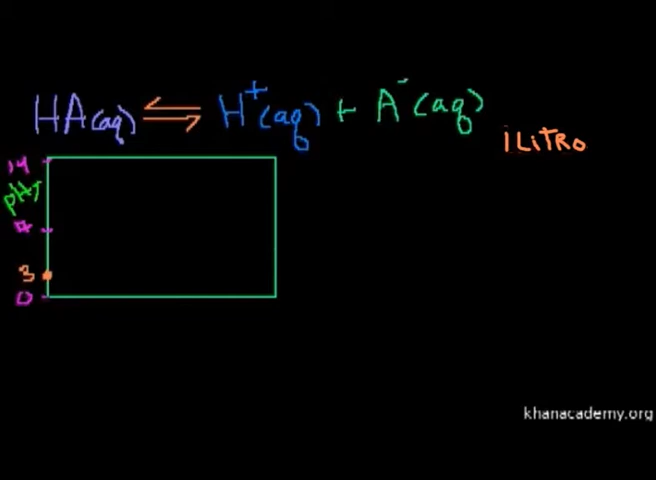 HA(aq) ⇌ H⁺(aq) + A⁻(aq)
1 LiTRO
14
pH
7
3
0
khanacademy.org